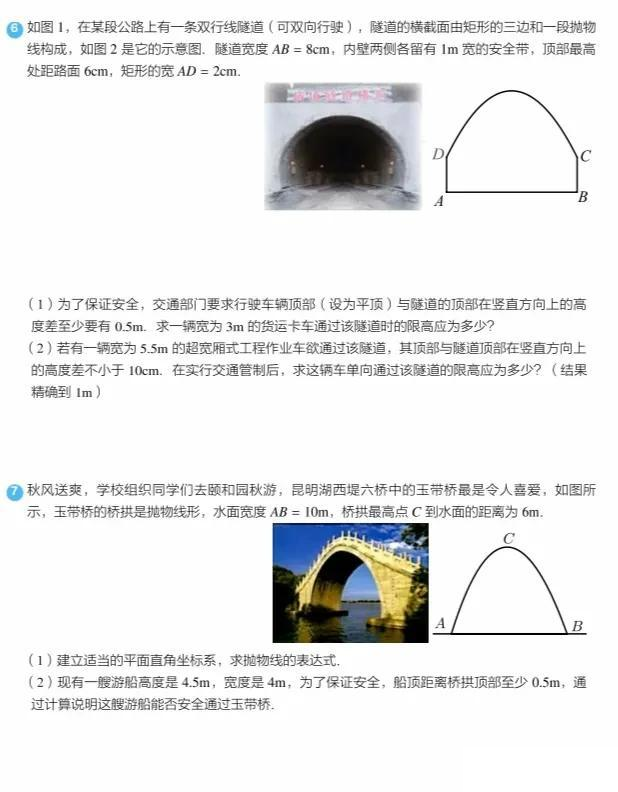 6 如图 1，在某段公路上有一条双行线隧道（可双向行驶），隧道的横截面由矩形的三边和一段抛物
线构成，如图 2 是它的示意图．隧道宽度 AB = 8cm，内壁两侧各留有 1m 宽的安全带，顶部最高
处距路面 6cm，矩形的宽 AD = 2cm．
D
C
A
B
（1）为了保证安全，交通部门要求行驶车辆顶部（设为平顶）与隧道的顶部在竖直方向上的高
度差至少要有 0.5m．求一辆宽为 3m 的货运卡车通过该隧道时的限高应为多少？
（2）若有一辆宽为 5.5m 的超宽厢式工程作业车欲通过该隧道，其顶部与隧道顶部在竖直方向上
的高度差不小于 10cm．在实行交通管制后，求这辆车单向通过该隧道的限高应为多少？（结果
精确到 1m）
7 秋风送爽，学校组织同学们去颐和园秋游，昆明湖西堤六桥中的玉带桥最是令人喜爱，如图所
示，玉带桥的桥拱是抛物线形，水面宽度 AB = 10m，桥拱最高点 C 到水面的距离为 6m．
C
A
B
（1）建立适当的平面直角坐标系，求抛物线的表达式．
（2）现有一艘游船高度是 4.5m，宽度是 4m，为了保证安全，船顶距离桥拱顶部至少 0.5m，通
过计算说明这艘游船能否安全通过玉带桥．